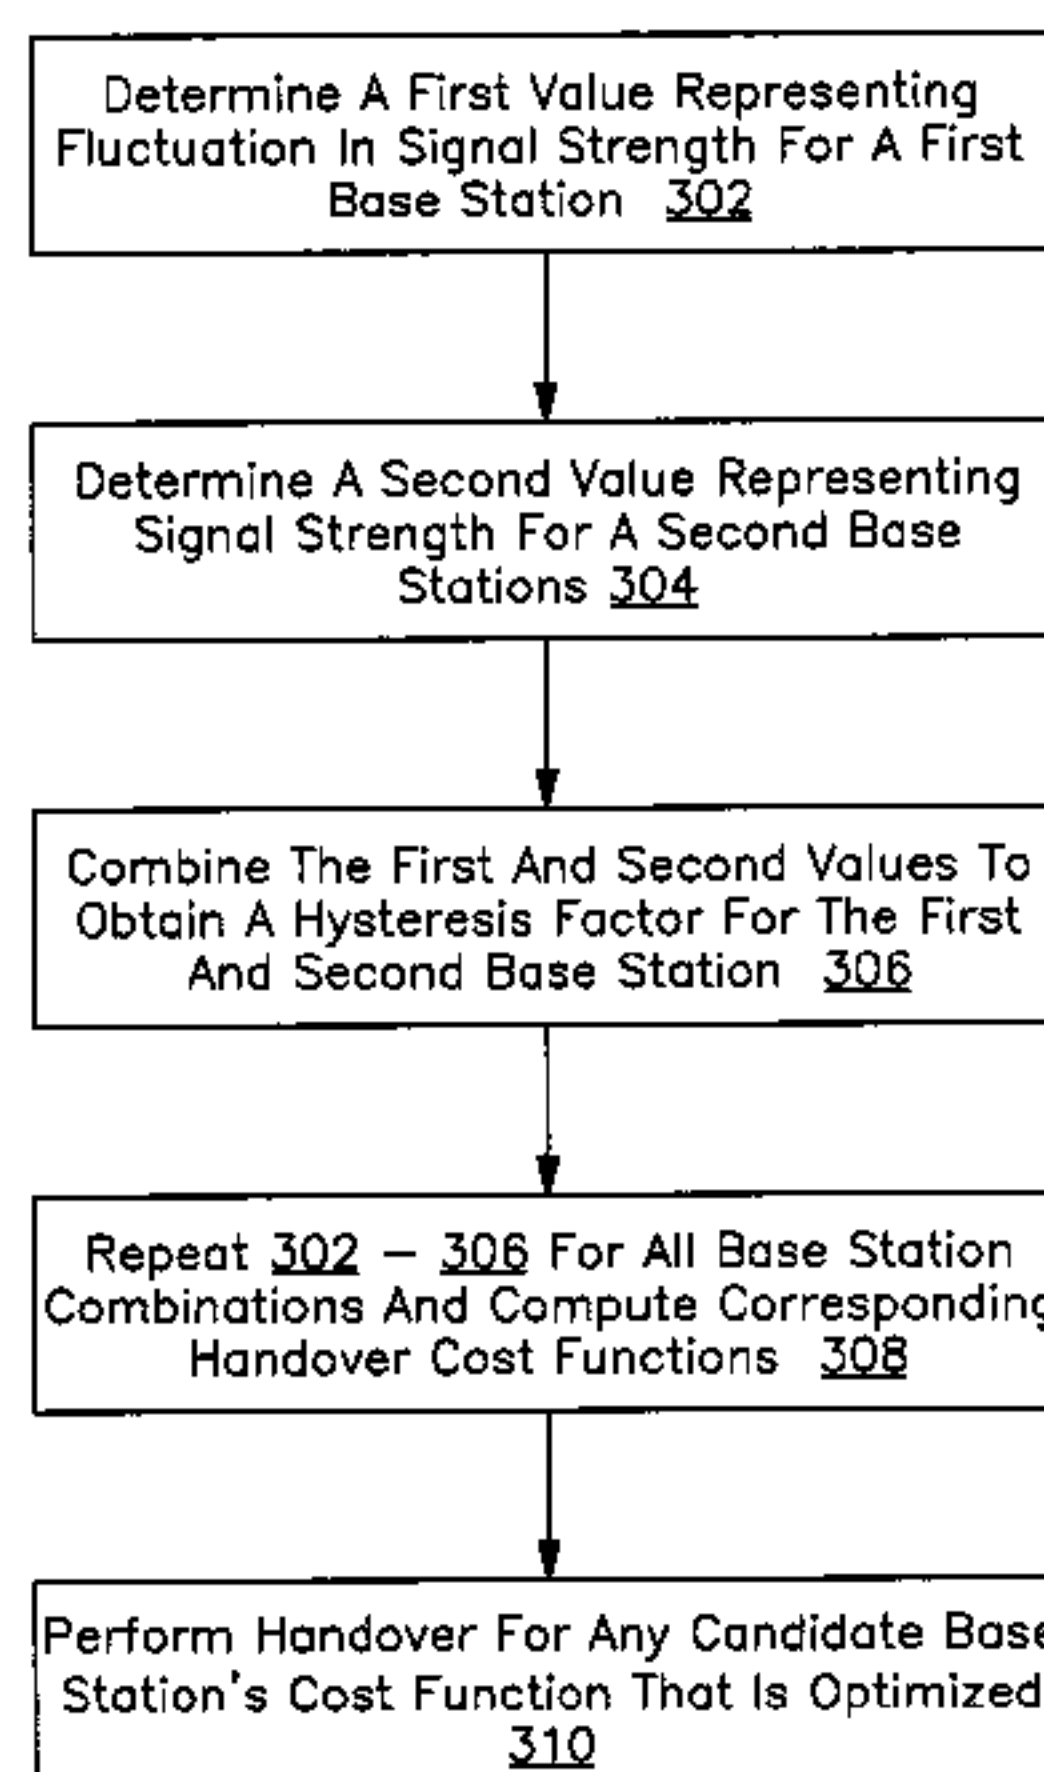 Determine A First Value Representing
Fluctuation In Signal Strength For A First
Base Station 302
Determine A Second Value Representing
Signal Strength For A Second Base
Stations 304
Combine The First And Second Values To
Obtain A Hysteresis Factor For The First
And Second Base Station 306
Repeat 302 – 306 For All Base Station
Combinations And Compute Corresponding
Handover Cost Functions 308
Perform Handover For Any Candidate Base
Station's Cost Function That Is Optimized
310